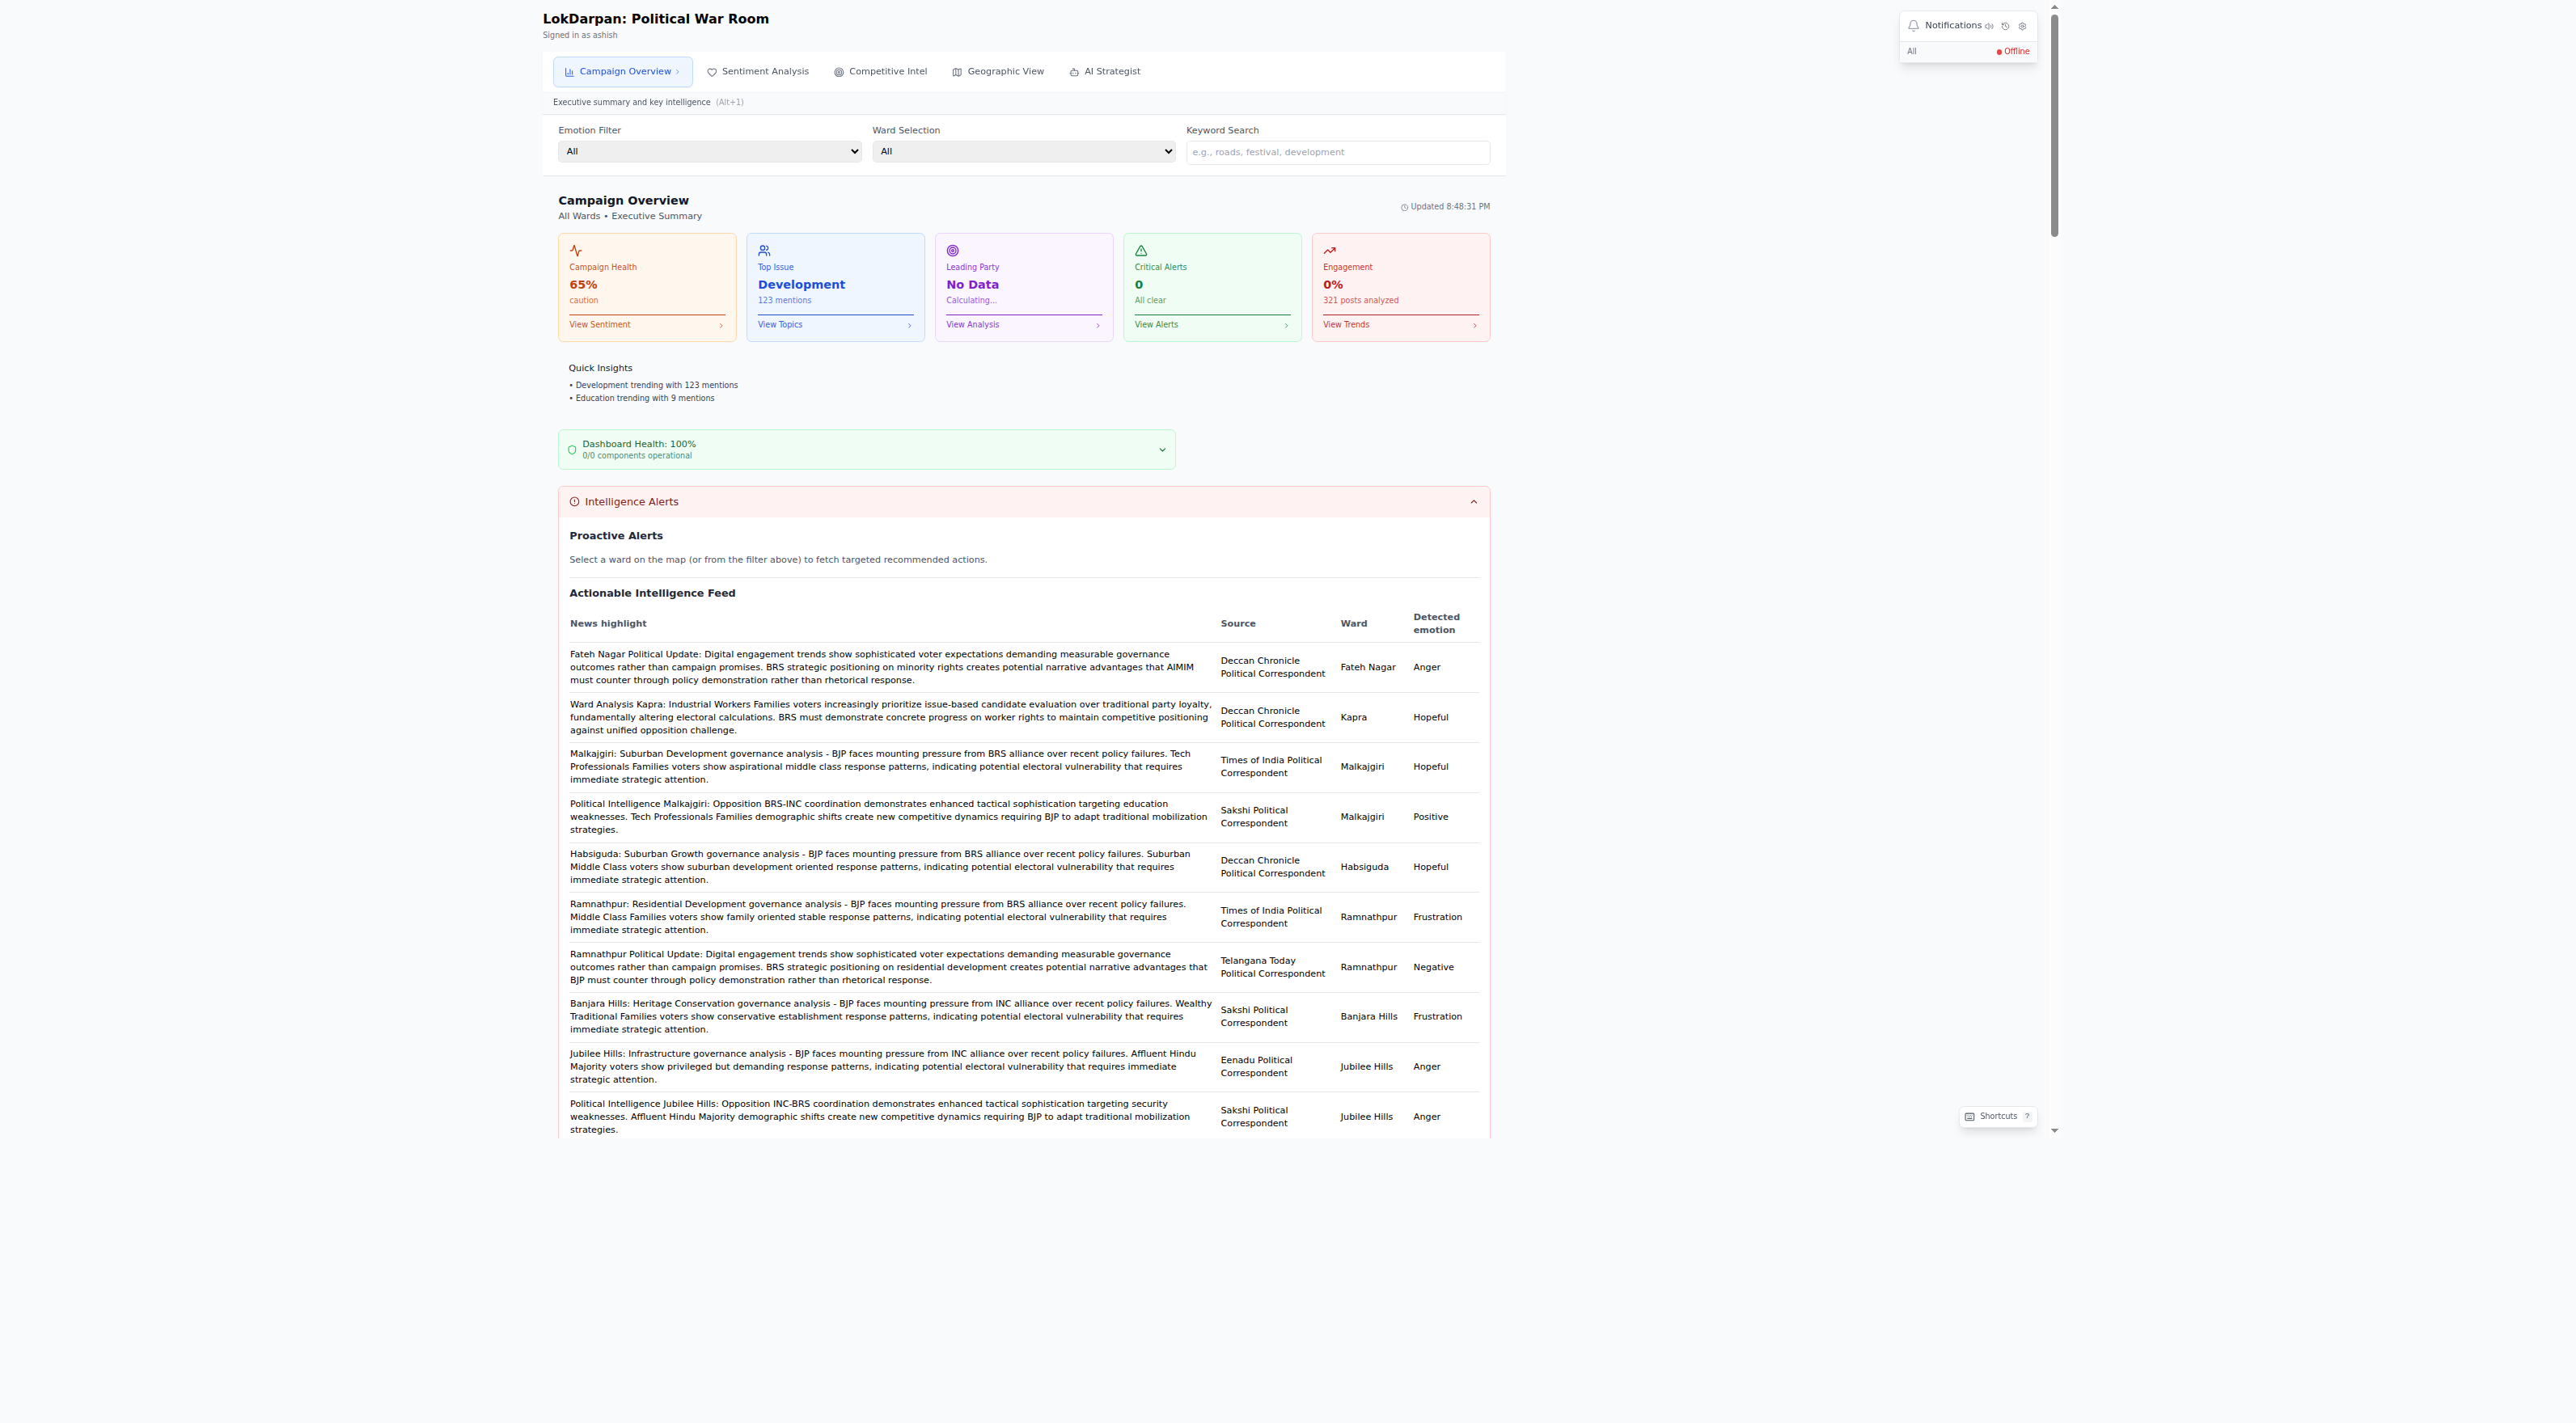 LokDarpan: Political War Room
Signed in as ashish
Notifications
All
Offline
Campaign Overview
Sentiment Analysis
Competitive Intel
Geographic View
AI Strategist
Executive summary and key intelligence (Alt+1)
Emotion Filter
Ward Selection
Keyword Search
All
All
e.g., roads, festival, development
Campaign Overview
All Wards • Executive Summary
Updated 8:48:31 PM
Campaign Health
65%
caution
View Sentiment
Top Issue
Development
123 mentions
View Topics
Leading Party
No Data
Calculating...
View Analysis
Critical Alerts
0
All clear
View Alerts
Engagement
0%
321 posts analyzed
View Trends
Quick Insights
• Development trending with 123 mentions
• Education trending with 9 mentions
Dashboard Health: 100%
0/0 components operational
Intelligence Alerts
Proactive Alerts
Select a ward on the map (or from the filter above) to fetch targeted recommended actions.
Actionable Intelligence Feed
News highlight
Source
Ward
Detected
emotion
Fateh Nagar Political Update: Digital engagement trends show sophisticated voter expectations demanding measurable governance
outcomes rather than campaign promises. BRS strategic positioning on minority rights creates potential narrative advantages that AIMIM
must counter through policy demonstration rather than rhetorical response.
Deccan Chronicle
Political Correspondent
Fateh Nagar
Anger
Ward Analysis Kapra: Industrial Workers Families voters increasingly prioritize issue-based candidate evaluation over traditional party loyalty,
fundamentally altering electoral calculations. BRS must demonstrate concrete progress on worker rights to maintain competitive positioning
against unified opposition challenge.
Deccan Chronicle
Political Correspondent
Kapra
Hopeful
Malkajgiri: Suburban Development governance analysis - BJP faces mounting pressure from BRS alliance over recent policy failures. Tech
Professionals Families voters show aspirational middle class response patterns, indicating potential electoral vulnerability that requires
immediate strategic attention.
Times of India Political
Correspondent
Malkajgiri
Hopeful
Political Intelligence Malkajgiri: Opposition BRS-INC coordination demonstrates enhanced tactical sophistication targeting education
weaknesses. Tech Professionals Families demographic shifts create new competitive dynamics requiring BJP to adapt traditional mobilization
strategies.
Sakshi Political
Correspondent
Malkajgiri
Positive
Habsiguda: Suburban Growth governance analysis - BJP faces mounting pressure from BRS alliance over recent policy failures. Suburban
Middle Class voters show suburban development oriented response patterns, indicating potential electoral vulnerability that requires
immediate strategic attention.
Deccan Chronicle
Political Correspondent
Habsiguda
Hopeful
Ramnathpur: Residential Development governance analysis - BJP faces mounting pressure from BRS alliance over recent policy failures.
Middle Class Families voters show family oriented stable response patterns, indicating potential electoral vulnerability that requires
immediate strategic attention.
Times of India Political
Correspondent
Ramnathpur
Frustration
Ramnathpur Political Update: Digital engagement trends show sophisticated voter expectations demanding measurable governance
outcomes rather than campaign promises. BRS strategic positioning on residential development creates potential narrative advantages that
BJP must counter through policy demonstration rather than rhetorical response.
Telangana Today
Political Correspondent
Ramnathpur
Negative
Banjara Hills: Heritage Conservation governance analysis - BJP faces mounting pressure from INC alliance over recent policy failures. Wealthy
Traditional Families voters show conservative establishment response patterns, indicating potential electoral vulnerability that requires
immediate strategic attention.
Sakshi Political
Correspondent
Banjara Hills
Frustration
Jubilee Hills: Infrastructure governance analysis - BJP faces mounting pressure from INC alliance over recent policy failures. Affluent Hindu
Majority voters show privileged but demanding response patterns, indicating potential electoral vulnerability that requires immediate
strategic attention.
Eenadu Political
Correspondent
Jubilee Hills
Anger
Political Intelligence Jubilee Hills: Opposition INC-BRS coordination demonstrates enhanced tactical sophistication targeting security
weaknesses. Affluent Hindu Majority demographic shifts create new competitive dynamics requiring BJP to adapt traditional mobilization
strategies.
Sakshi Political
Correspondent
Jubilee Hills
Anger
Shortcuts ?